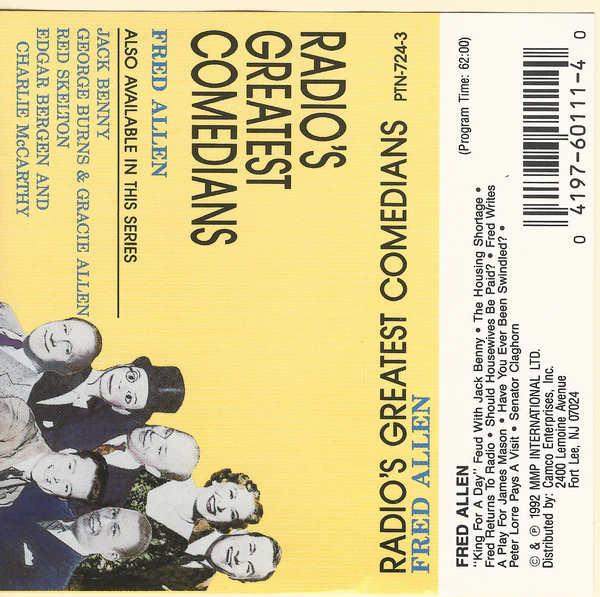 RADIO'S
GREATEST
COMEDIANS
FRED ALLEN
ALSO AVAILABLE IN THIS SERIES
JACK BENNY
GEORGE BURNS & GRACIE ALLEN
RED SKELTON
EDGAR BERGEN AND
CHARLIE McCARTHY
RADIO'S GREATEST COMEDIANS PTN-724-3
FRED ALLEN
FRED ALLEN (Program Time: 62:00)
"King For A Day" Feud With Jack Benny • The Housing Shortage •
Fred Returns To Radio • Should Housewives Be Paid? • Fred Writes
A Play For James Mason • Have You Ever Been Swindled? •
Peter Lorre Pays A Visit • Senator Claghorn
© & ℗ 1992 MMP INTERNATIONAL LTD.
Distributed by: Camco Enterprises, Inc.
2400 Lemoine Avenue
Fort Lee, NJ 07024
0 4197-60111-4 0